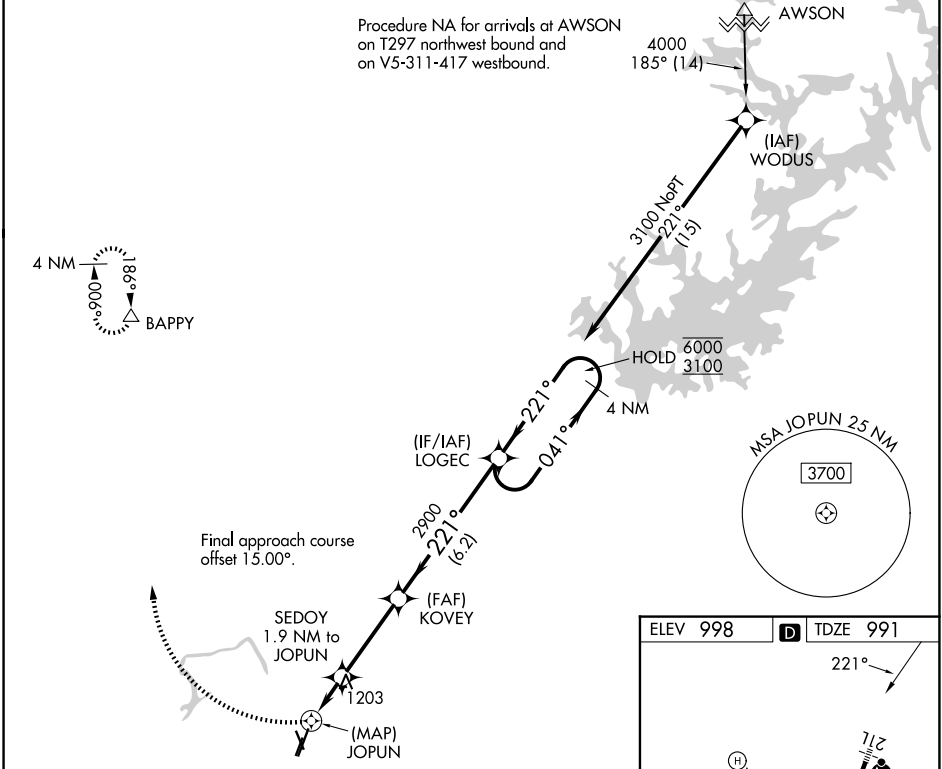 Procedure NA for arrivals at AWSON
on T297 northwest bound and
on V5-311-417 westbound.
AWSON
4000
185° (14)
(IAF)
WODUS
3100 NoPT
221°
(15)
4 NM
186°
006°
BAPPY
HOLD 6000
3100
4 NM
221°
041°
(IF/IAF)
LOGEC
MSA JOPUN 25 NM
3700
2900
221°
(6.2)
Final approach course
offset 15.00°.
(FAF)
KOVEY
SEDOY
1.9 NM to
JOPUN
1203
(MAP)
JOPUN
ELEV 998 D TDZE 991
221°
21L
H